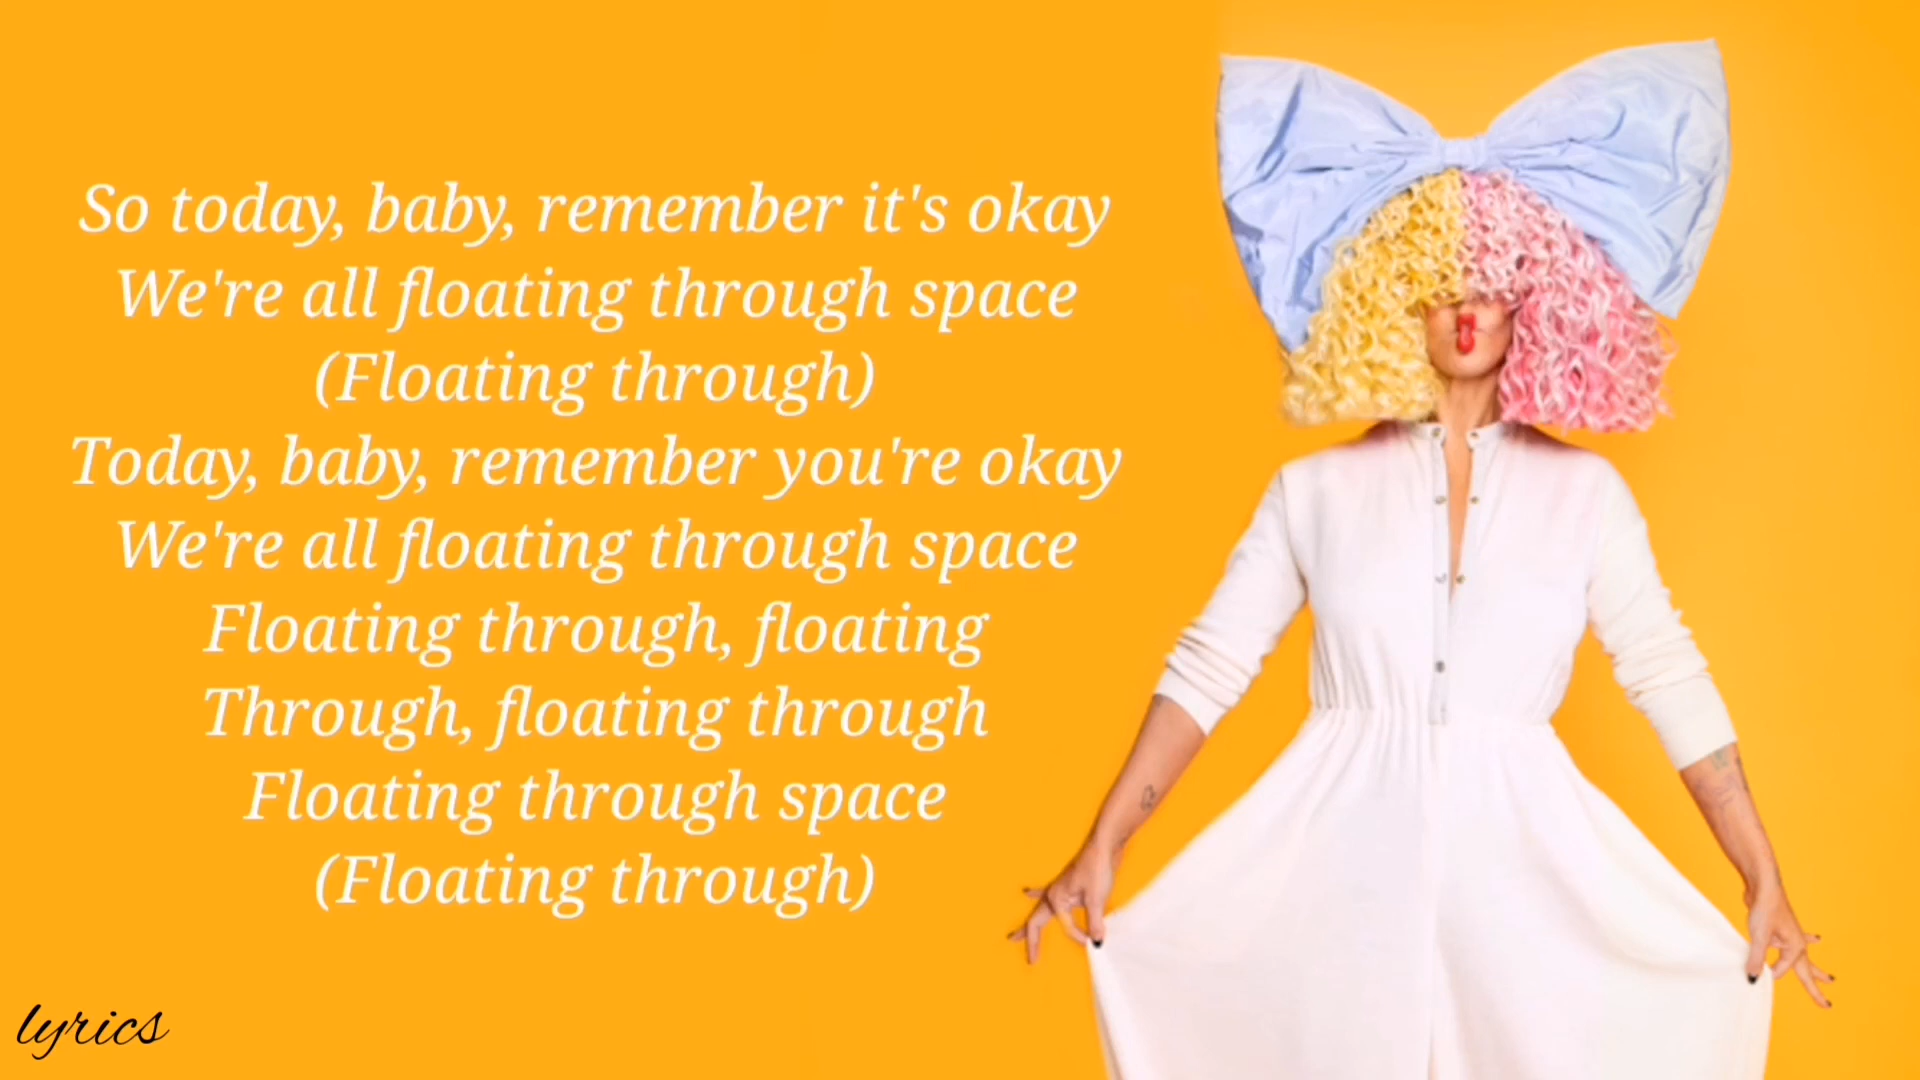 So today, baby, remember it's okay
We're all floating through space
(Floating through)
Today, baby, remember you're okay
We're all floating through space
Floating through, floating
Through, floating through
Floating through space
(Floating through)
lyrics